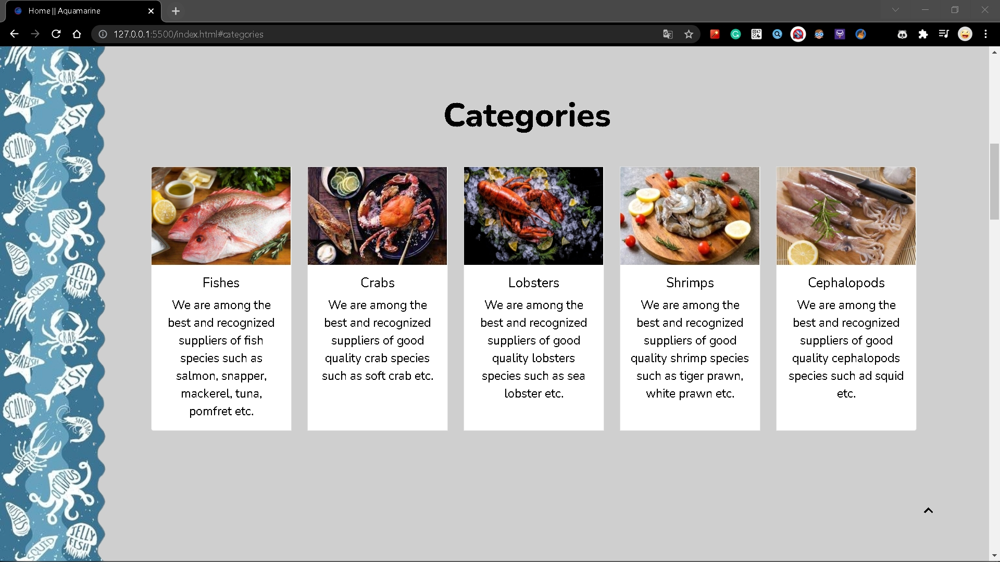 Home || Aquamarine
127.0.0.1:5500/index.html#categories
CRAB
STARFISH
FISH
SCALLOP
SHRIMP
LOBSTER
OCTOPUS
MUSSELS
JELLY
FISH
SQUID
CRAB
STARFISH
FISH
SCALLOP
SHRIMP
LOBSTER
OCTOPUS
MUSSELS
JELLY
FISH
SQUID
Categories
Fishes
We are among the
best and recognized
suppliers of fish
species such as
salmon, snapper,
mackerel, tuna,
pomfret etc.
Crabs
We are among the
best and recognized
suppliers of good
quality crab species
such as soft crab etc.
Lobsters
We are among the
best and recognized
suppliers of good
quality lobsters
species such as sea
lobster etc.
Shrimps
We are among the
best and recognized
suppliers of good
quality shrimp species
such as tiger prawn,
white prawn etc.
Cephalopods
We are among the
best and recognized
suppliers of good
quality cephalopods
species such ad squid
etc.